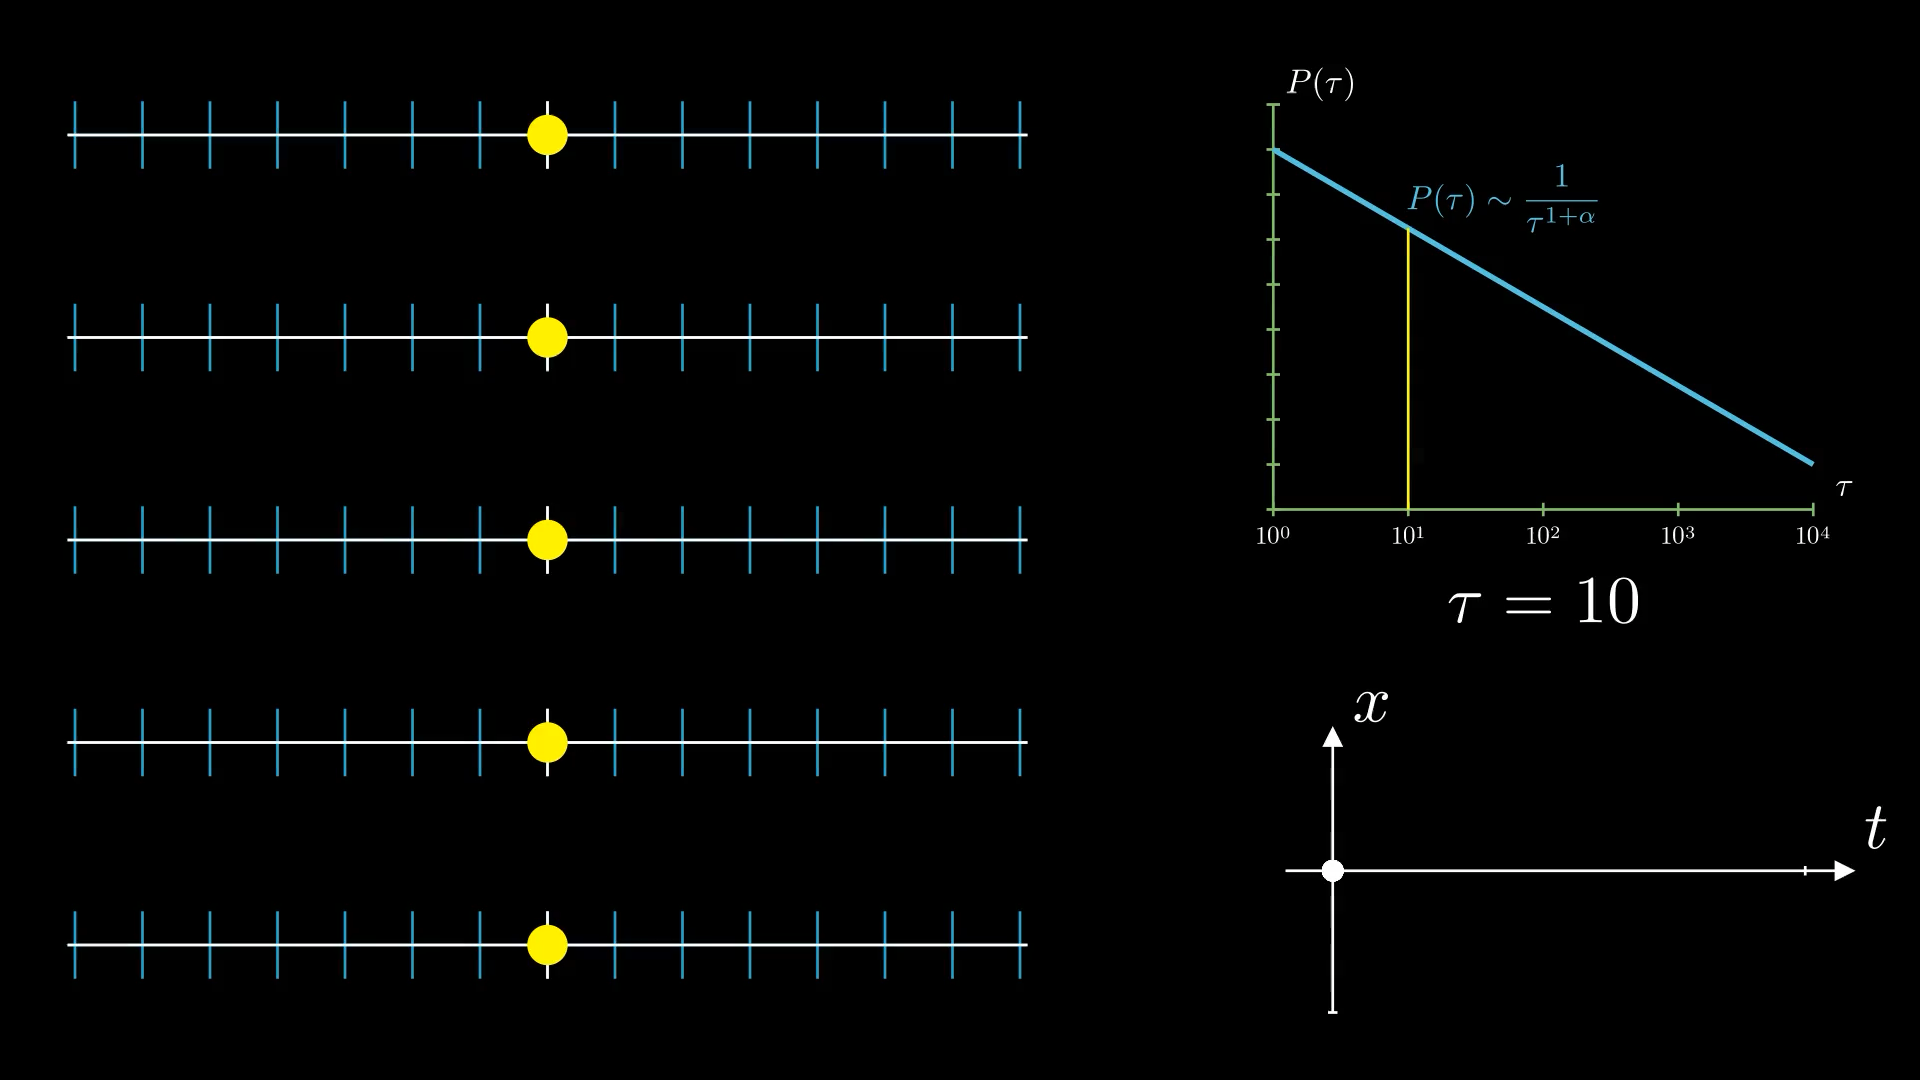 P(τ)
P(τ) ~ 1/τ^{1+α}
τ
10⁰ 10¹ 10² 10³ 10⁴
τ = 10
x
t